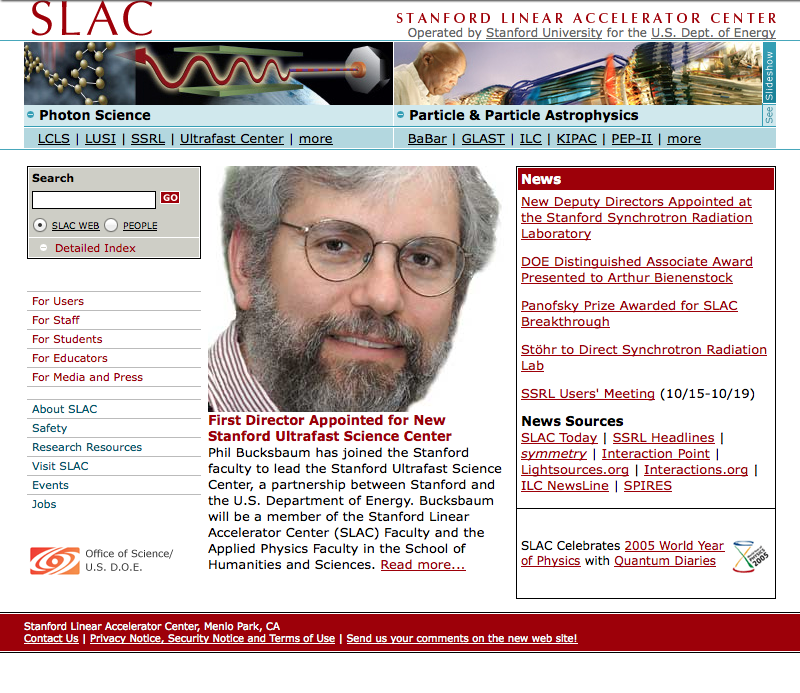 SLAC
STANFORD LINEAR ACCELERATOR CENTER
Operated by Stanford University for the U.S. Dept. of Energy
See Slideshow
Photon Science
LCLS | LUSI | SSRL | Ultrafast Center | more
Particle & Particle Astrophysics
BaBar | GLAST | ILC | KIPAC | PEP-II | more
Search
GO
SLAC WEB PEOPLE
Detailed Index
For Users
For Staff
For Students
For Educators
For Media and Press
About SLAC
Safety
Research Resources
Visit SLAC
Events
Jobs
Office of Science/
U.S. D.O.E.
First Director Appointed for New
Stanford Ultrafast Science Center
Phil Bucksbaum has joined the Stanford
faculty to lead the Stanford Ultrafast Science
Center, a partnership between Stanford and
the U.S. Department of Energy. Bucksbaum
will be a member of the Stanford Linear
Accelerator Center (SLAC) Faculty and the
Applied Physics Faculty in the School of
Humanities and Sciences. Read more...
News
New Deputy Directors Appointed at
the Stanford Synchrotron Radiation
Laboratory
DOE Distinguished Associate Award
Presented to Arthur Bienenstock
Panofsky Prize Awarded for SLAC
Breakthrough
Stöhr to Direct Synchrotron Radiation
Lab
SSRL Users' Meeting (10/15-10/19)
News Sources
SLAC Today | SSRL Headlines |
symmetry | Interaction Point |
Lightsources.org | Interactions.org |
ILC NewsLine | SPIRES
SLAC Celebrates 2005 World Year
of Physics with Quantum Diaries
PHYSICS
2005
Stanford Linear Accelerator Center, Menlo Park, CA
Contact Us | Privacy Notice, Security Notice and Terms of Use | Send us your comments on the new web site!